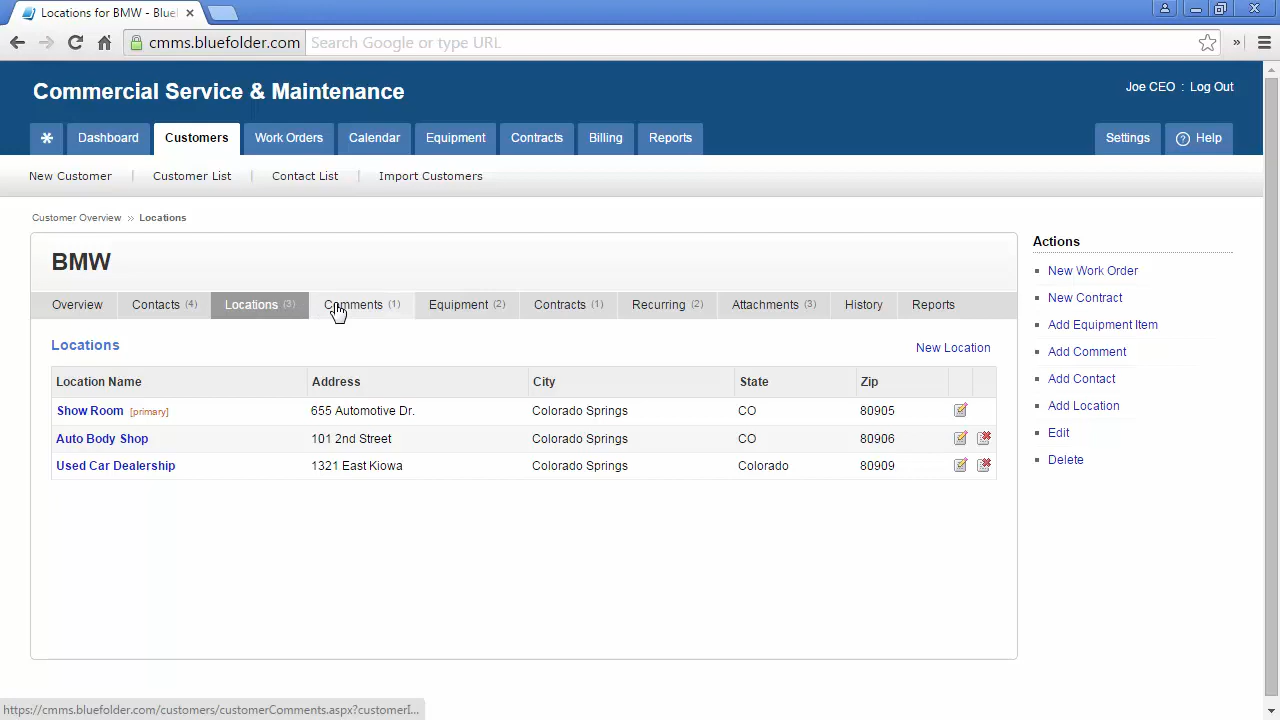 Locations for BMW - Blue
cmms.bluefolder.com Search Google or type URL
Commercial Service & Maintenance
Joe CEO : Log Out
Dashboard Customers Work Orders Calendar Equipment Contracts Billing Reports Settings ? Help
New Customer Customer List Contact List Import Customers
Customer Overview » Locations
BMW
Overview Contacts (4) Locations (3) Comments (1) Equipment (2) Contracts (1) Recurring (2) Attachments (3) History Reports
Locations
New Location
Location Name Address City State Zip
Show Room [primary] 655 Automotive Dr. Colorado Springs CO 80905
Auto Body Shop 101 2nd Street Colorado Springs CO 80906
Used Car Dealership 1321 East Kiowa Colorado Springs Colorado 80909
Actions
New Work Order
New Contract
Add Equipment Item
Add Comment
Add Contact
Add Location
Edit
Delete
https://cmms.bluefolder.com/customers/customerComments.aspx?customerI...